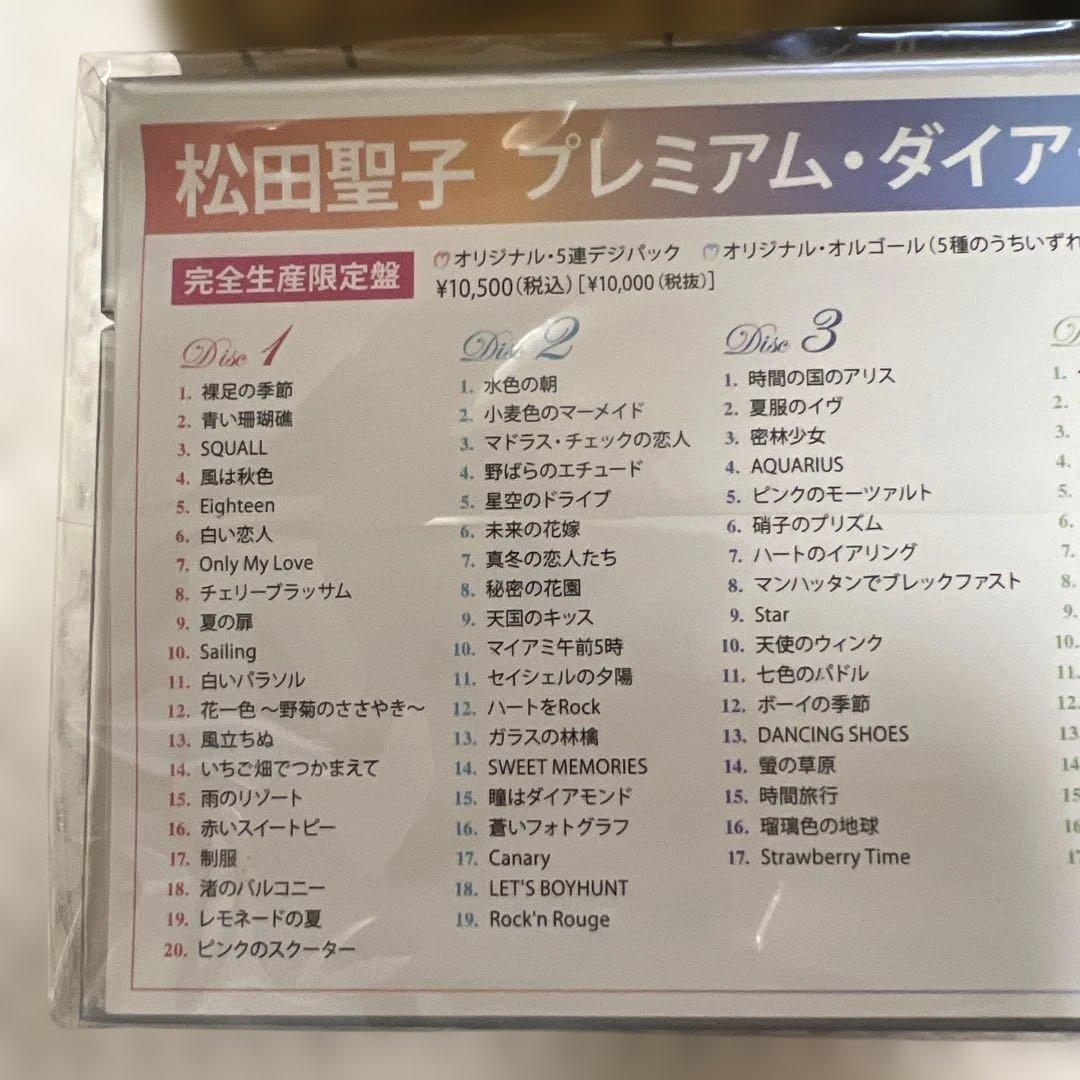 松田聖子 プレミアム・ダイア
完全生産限定盤
オリジナル・5連デジパック オリジナル・オルゴール（5種のうちいずれ
¥10,500（税込）[¥10,000（税抜）]
Disc 1
1. 裸足の季節
2. 青い珊瑚礁
3. SQUALL
4. 風は秋色
5. Eighteen
6. 白い恋人
7. Only My Love
8. チェリーブラッサム
9. 夏の扉
10. Sailing
11. 白いパラソル
12. 花一色 〜野菊のささやき〜
13. 風立ちぬ
14. いちご畑でつかまえて
15. 雨のリゾート
16. 赤いスイートピー
17. 制服
18. 渚のバルコニー
19. レモネードの夏
20. ピンクのスクーター
Disc 2
1. 水色の朝
2. 小麦色のマーメイド
3. マドラス・チェックの恋人
4. 野ばらのエチュード
5. 星空のドライブ
6. 未来の花嫁
7. 真冬の恋人たち
8. 秘密の花園
9. 天国のキッス
10. マイアミ午前5時
11. セイシェルの夕陽
12. ハートをRock
13. ガラスの林檎
14. SWEET MEMORIES
15. 瞳はダイアモンド
16. 蒼いフォトグラフ
17. Canary
18. LET'S BOYHUNT
19. Rock'n Rouge
Disc 3
1. 時間の国のアリス
2. 夏服のイヴ
3. 密林少女
4. AQUARIUS
5. ピンクのモーツァルト
6. 硝子のプリズム
7. ハートのイアリング
8. マンハッタンでブレックファスト
9. Star
10. 天使のウィンク
11. 七色のパドル
12. ボーイの季節
13. DANCING SHOES
14. 螢の草原
15. 時間旅行
16. 瑠璃色の地球
17. Strawberry Time
1.
2.
3.
4.
5.
6.
7.
8.
9.
10.
11.
12.
13.
14
15
16
17